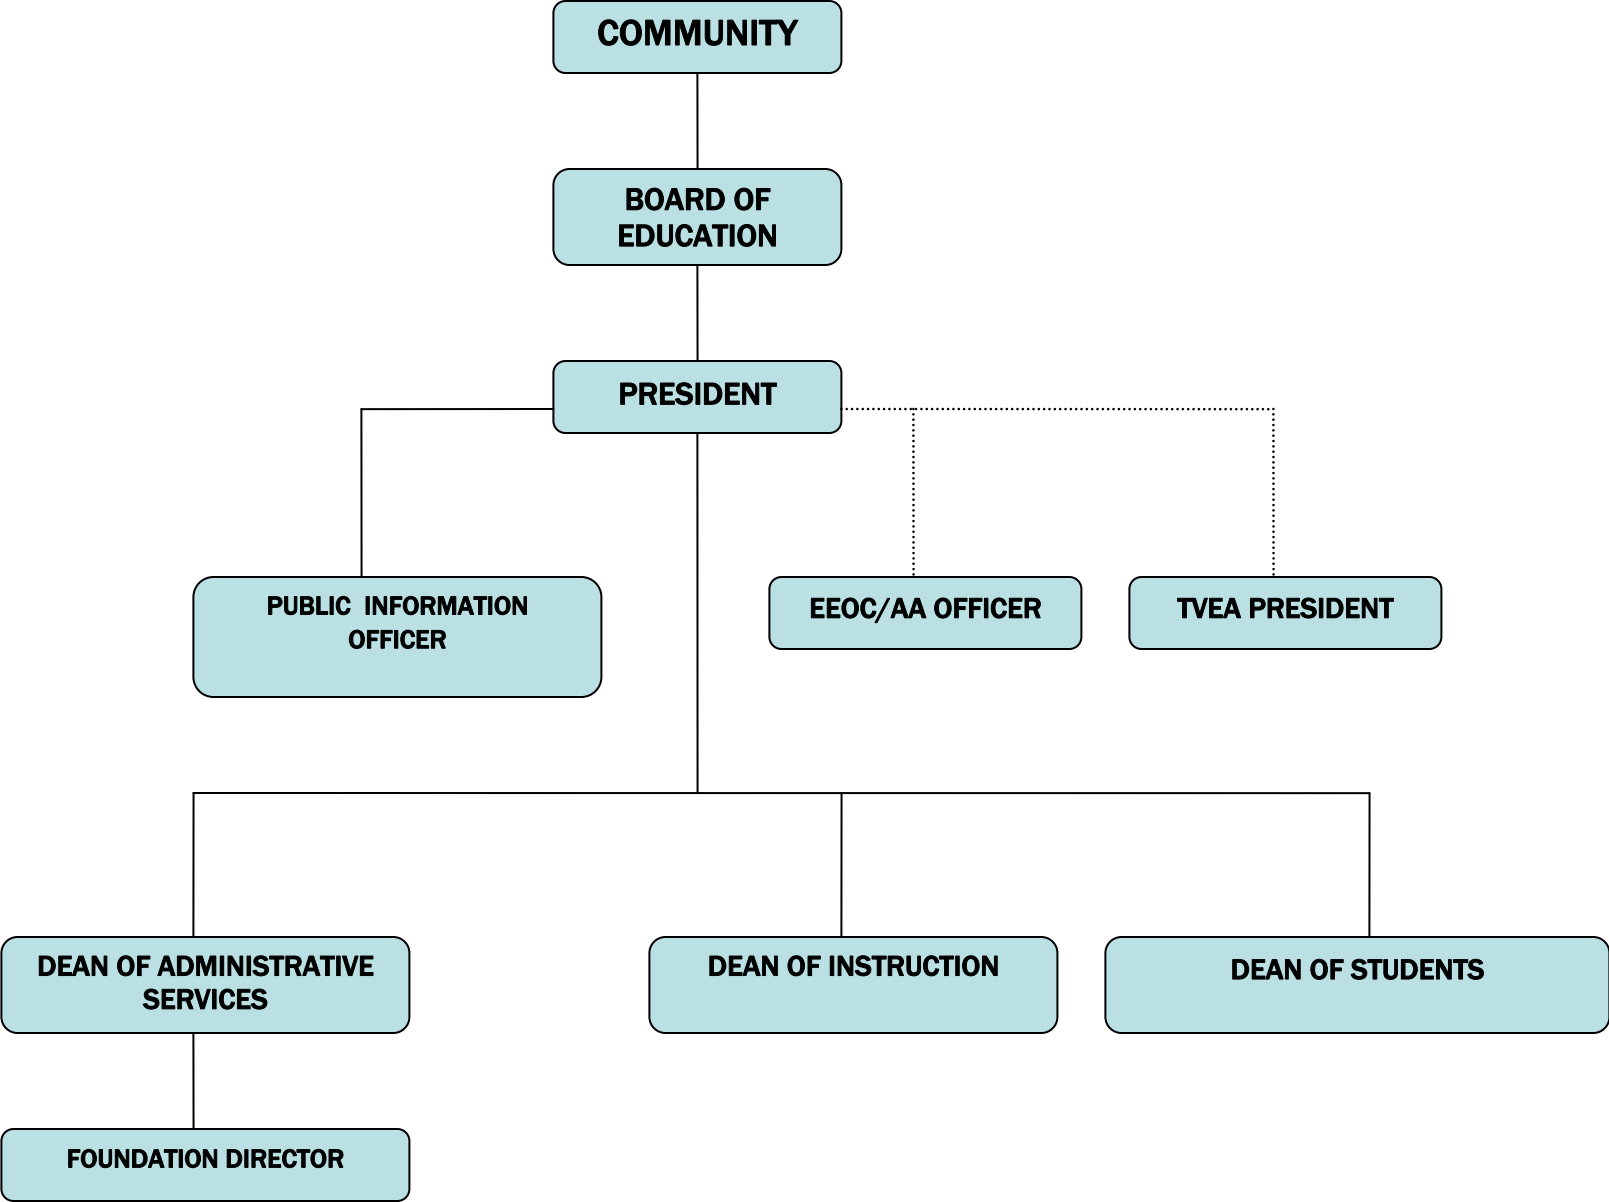 COMMUNITY
BOARD OF
EDUCATION
PRESIDENT
PUBLIC INFORMATION
OFFICER
EEOC/AA OFFICER
TVEA PRESIDENT
DEAN OF ADMINISTRATIVE
SERVICES
DEAN OF INSTRUCTION
DEAN OF STUDENTS
FOUNDATION DIRECTOR